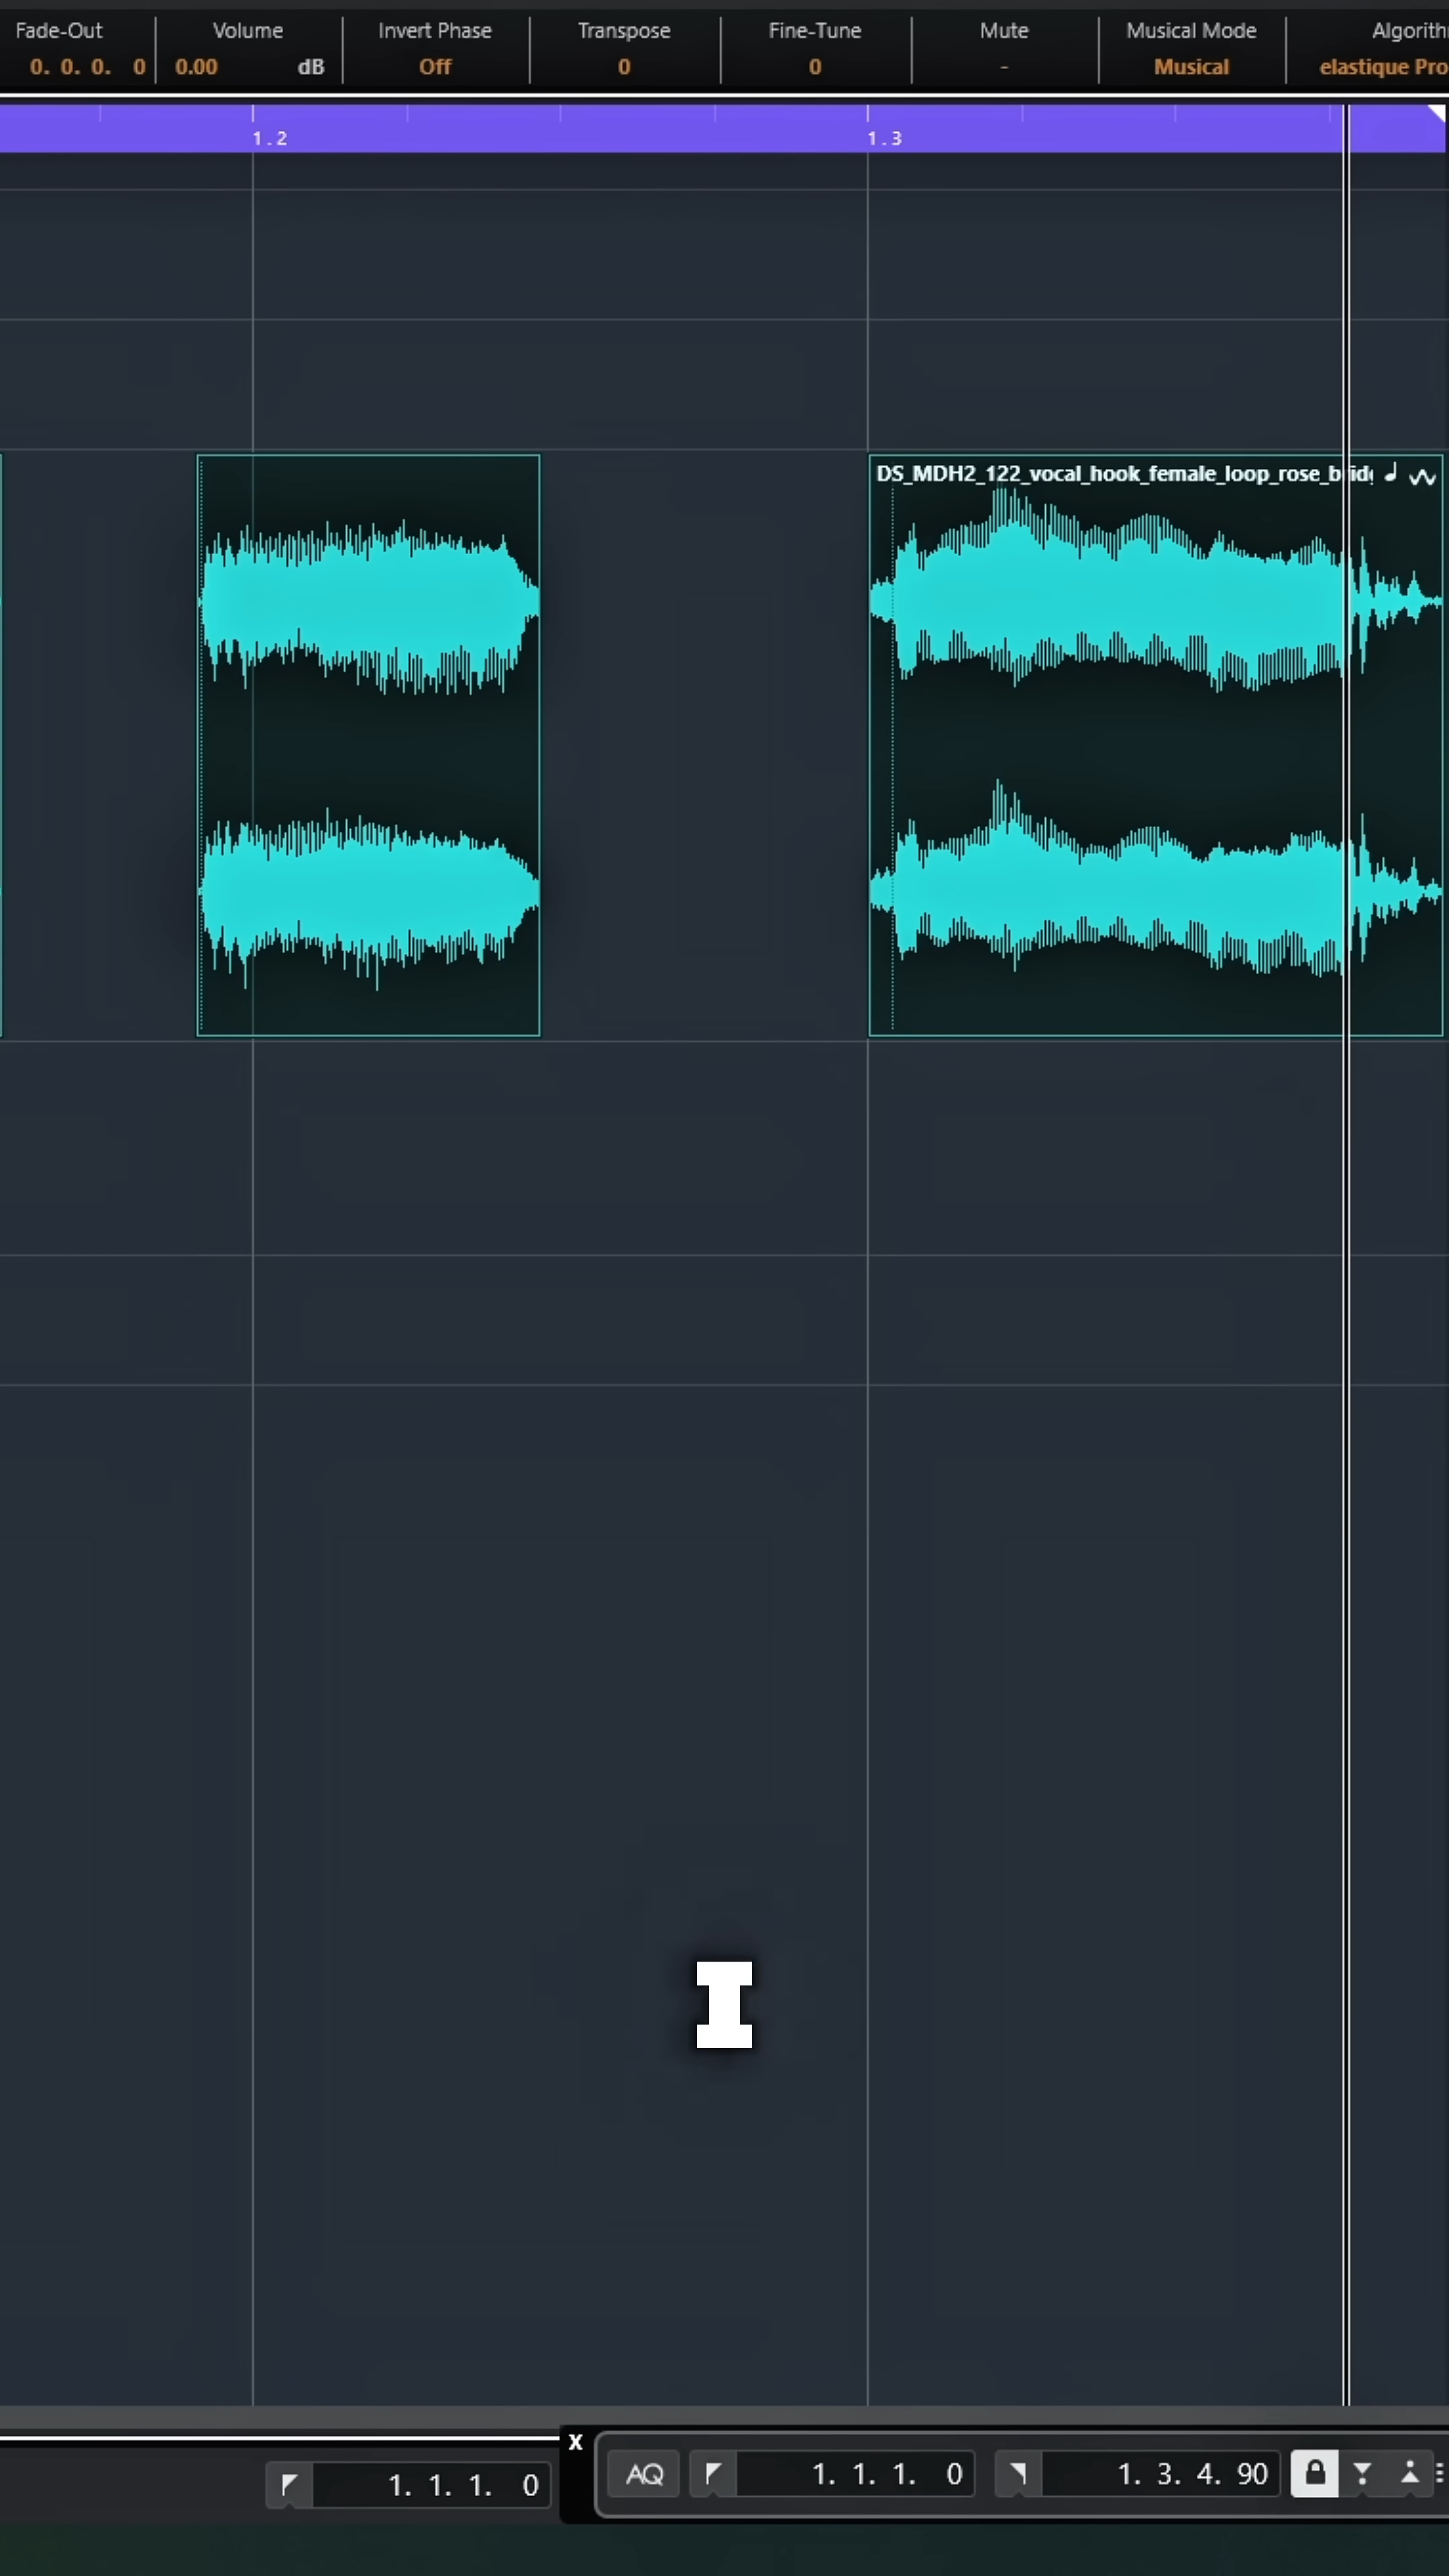 Fade-Out Volume Invert Phase Transpose Fine-Tune Mute Musical Mode Algorith
0. 0. 0. 0 0.00 dB Off 0 0 - Musical elastique Pro
1.2 1.3
DS_MDH2_122_vocal_hook_female_loop_rose_brid
I
X
1. 1. 1. 0 AQ 1. 1. 1. 0 1. 3. 4. 90